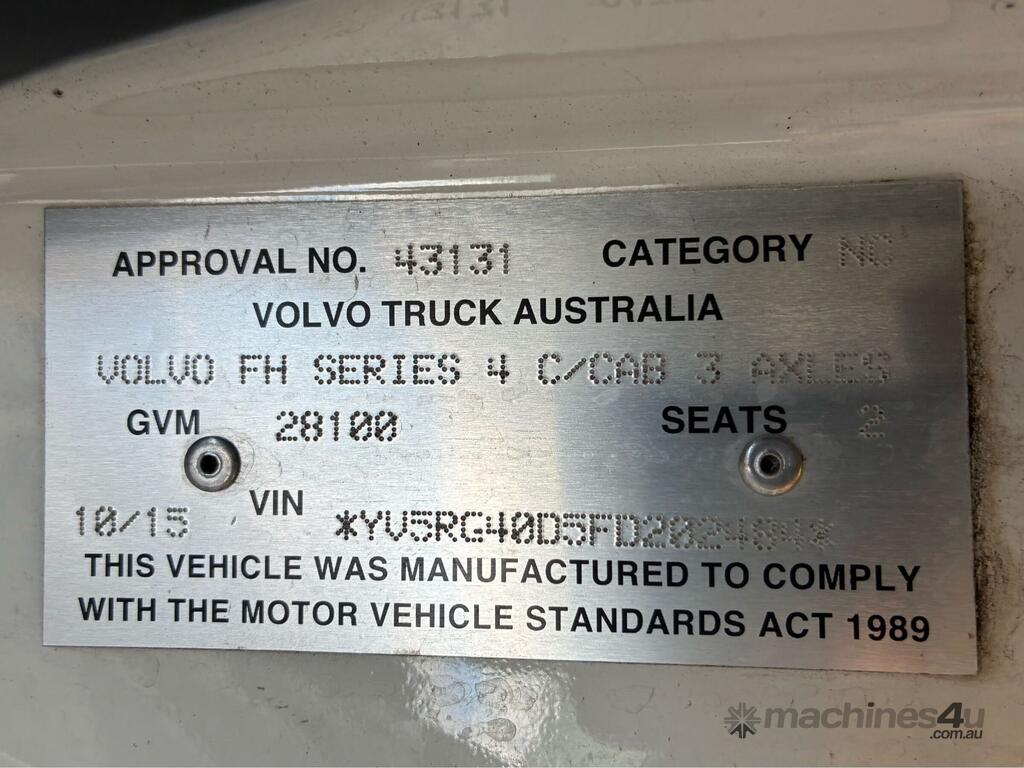 APPROVAL NO. 43131 CATEGORY NC
VOLVO TRUCK AUSTRALIA
VOLVO FH SERIES 4 C/CAB 3 AXLES
GVM 28100 SEATS 2
10/15 VIN *YV5RG40D5FD202484*
THIS VEHICLE WAS MANUFACTURED TO COMPLY
WITH THE MOTOR VEHICLE STANDARDS ACT 1989
machines4u
.com.au